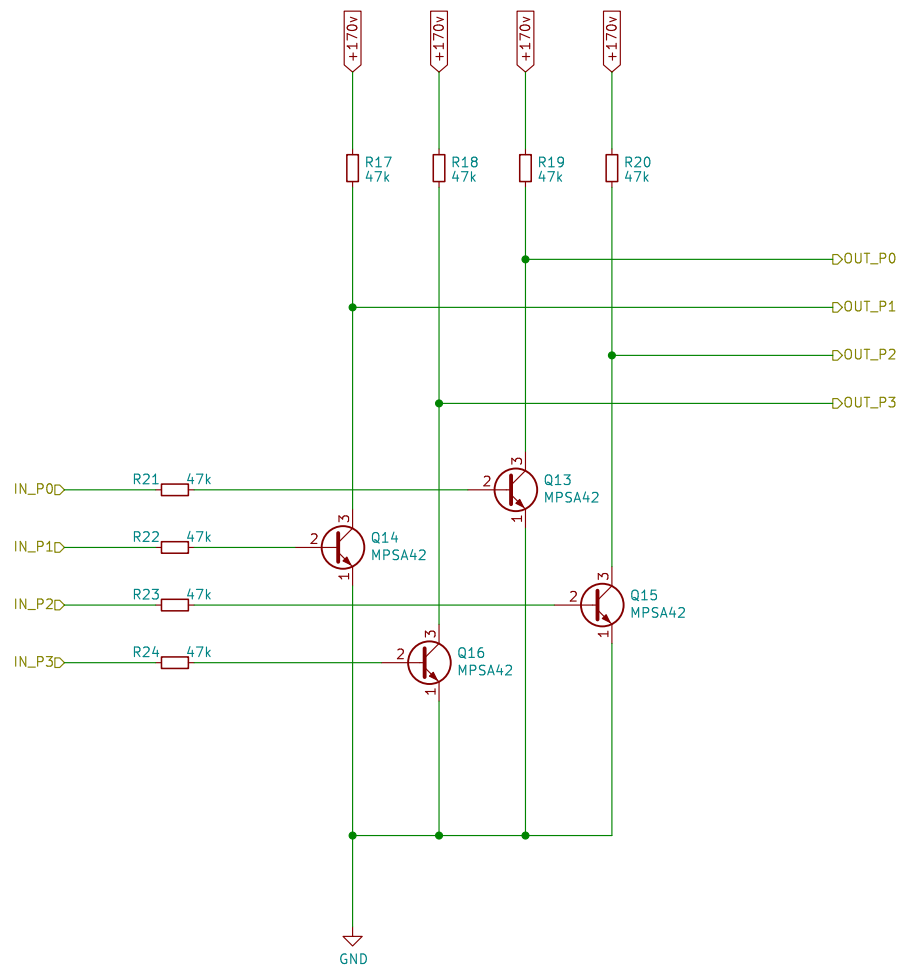 +170v +170v +170v +170v
R17 R18 R19 R20
47k 47k 47k 47k
OUT_P0
OUT_P1
OUT_P2
OUT_P3
3
R21 47k
IN_P0 2 Q13
MPSA42
1
3
R22 47k
IN_P1 2 Q14
MPSA42
1
3
R23 47k
IN_P2 2 Q15
MPSA42
1
3
R24 47k
IN_P3 2 Q16
MPSA42
1
GND